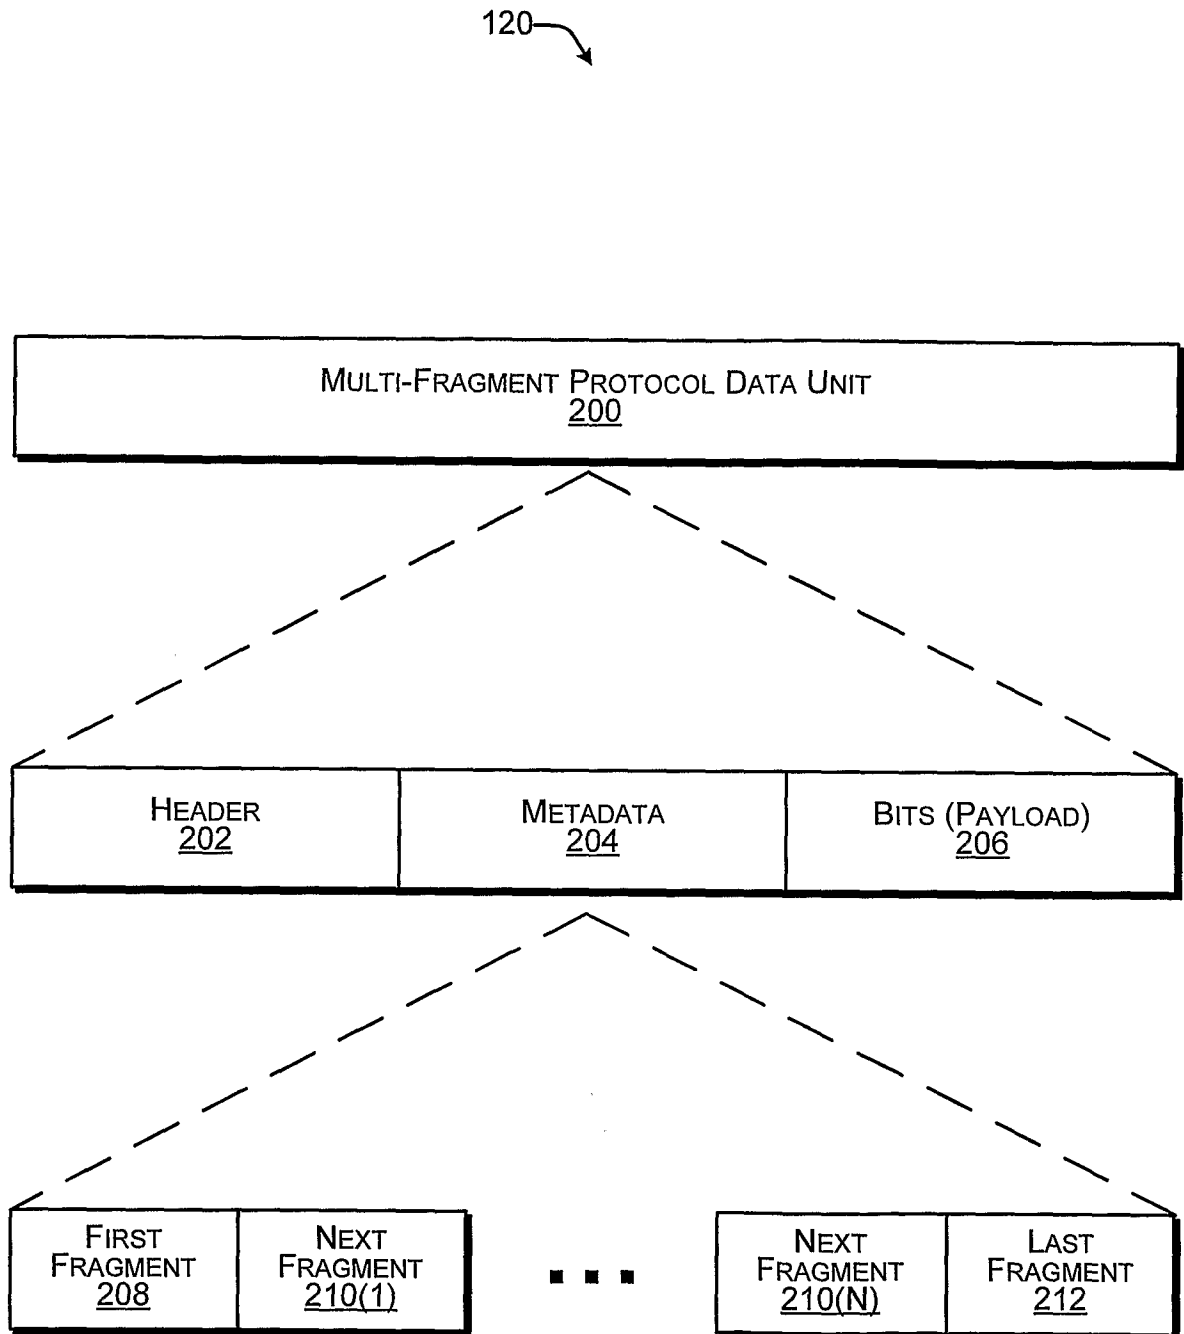 120
MULTI-FRAGMENT PROTOCOL DATA UNIT
200
HEADER
202
METADATA
204
BITS (PAYLOAD)
206
FIRST
FRAGMENT
208
NEXT
FRAGMENT
210(1)
NEXT
FRAGMENT
210(N)
LAST
FRAGMENT
212